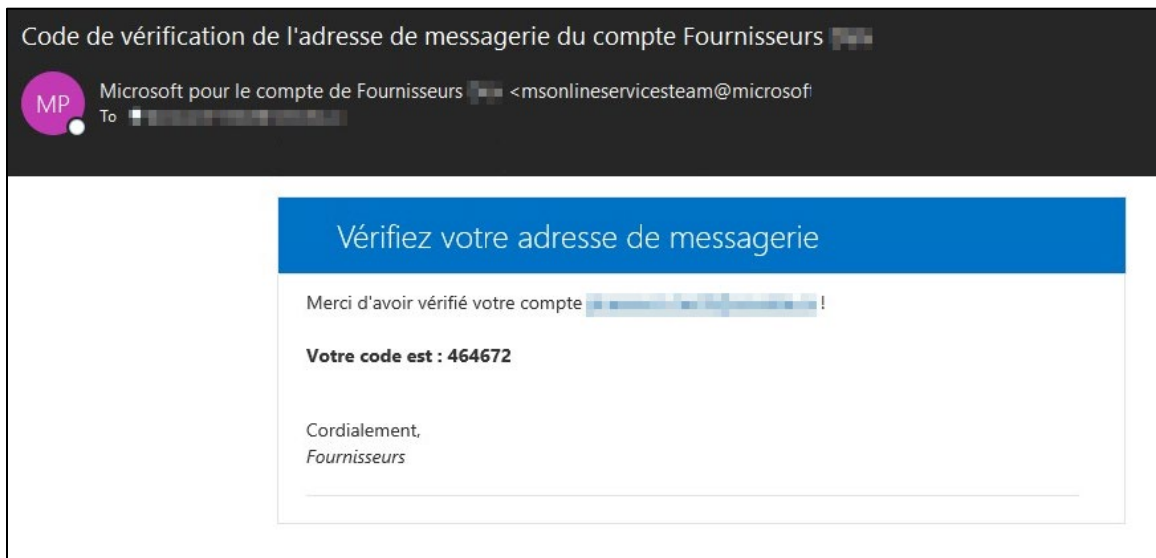 Code de vérification de l'adresse de messagerie du compte Fournisseurs
MP
Microsoft pour le compte de Fournisseurs <msonlineservicesteam@microsof
To
Vérifiez votre adresse de messagerie
Merci d'avoir vérifié votre compte !
Votre code est : 464672
Cordialement,
Fournisseurs